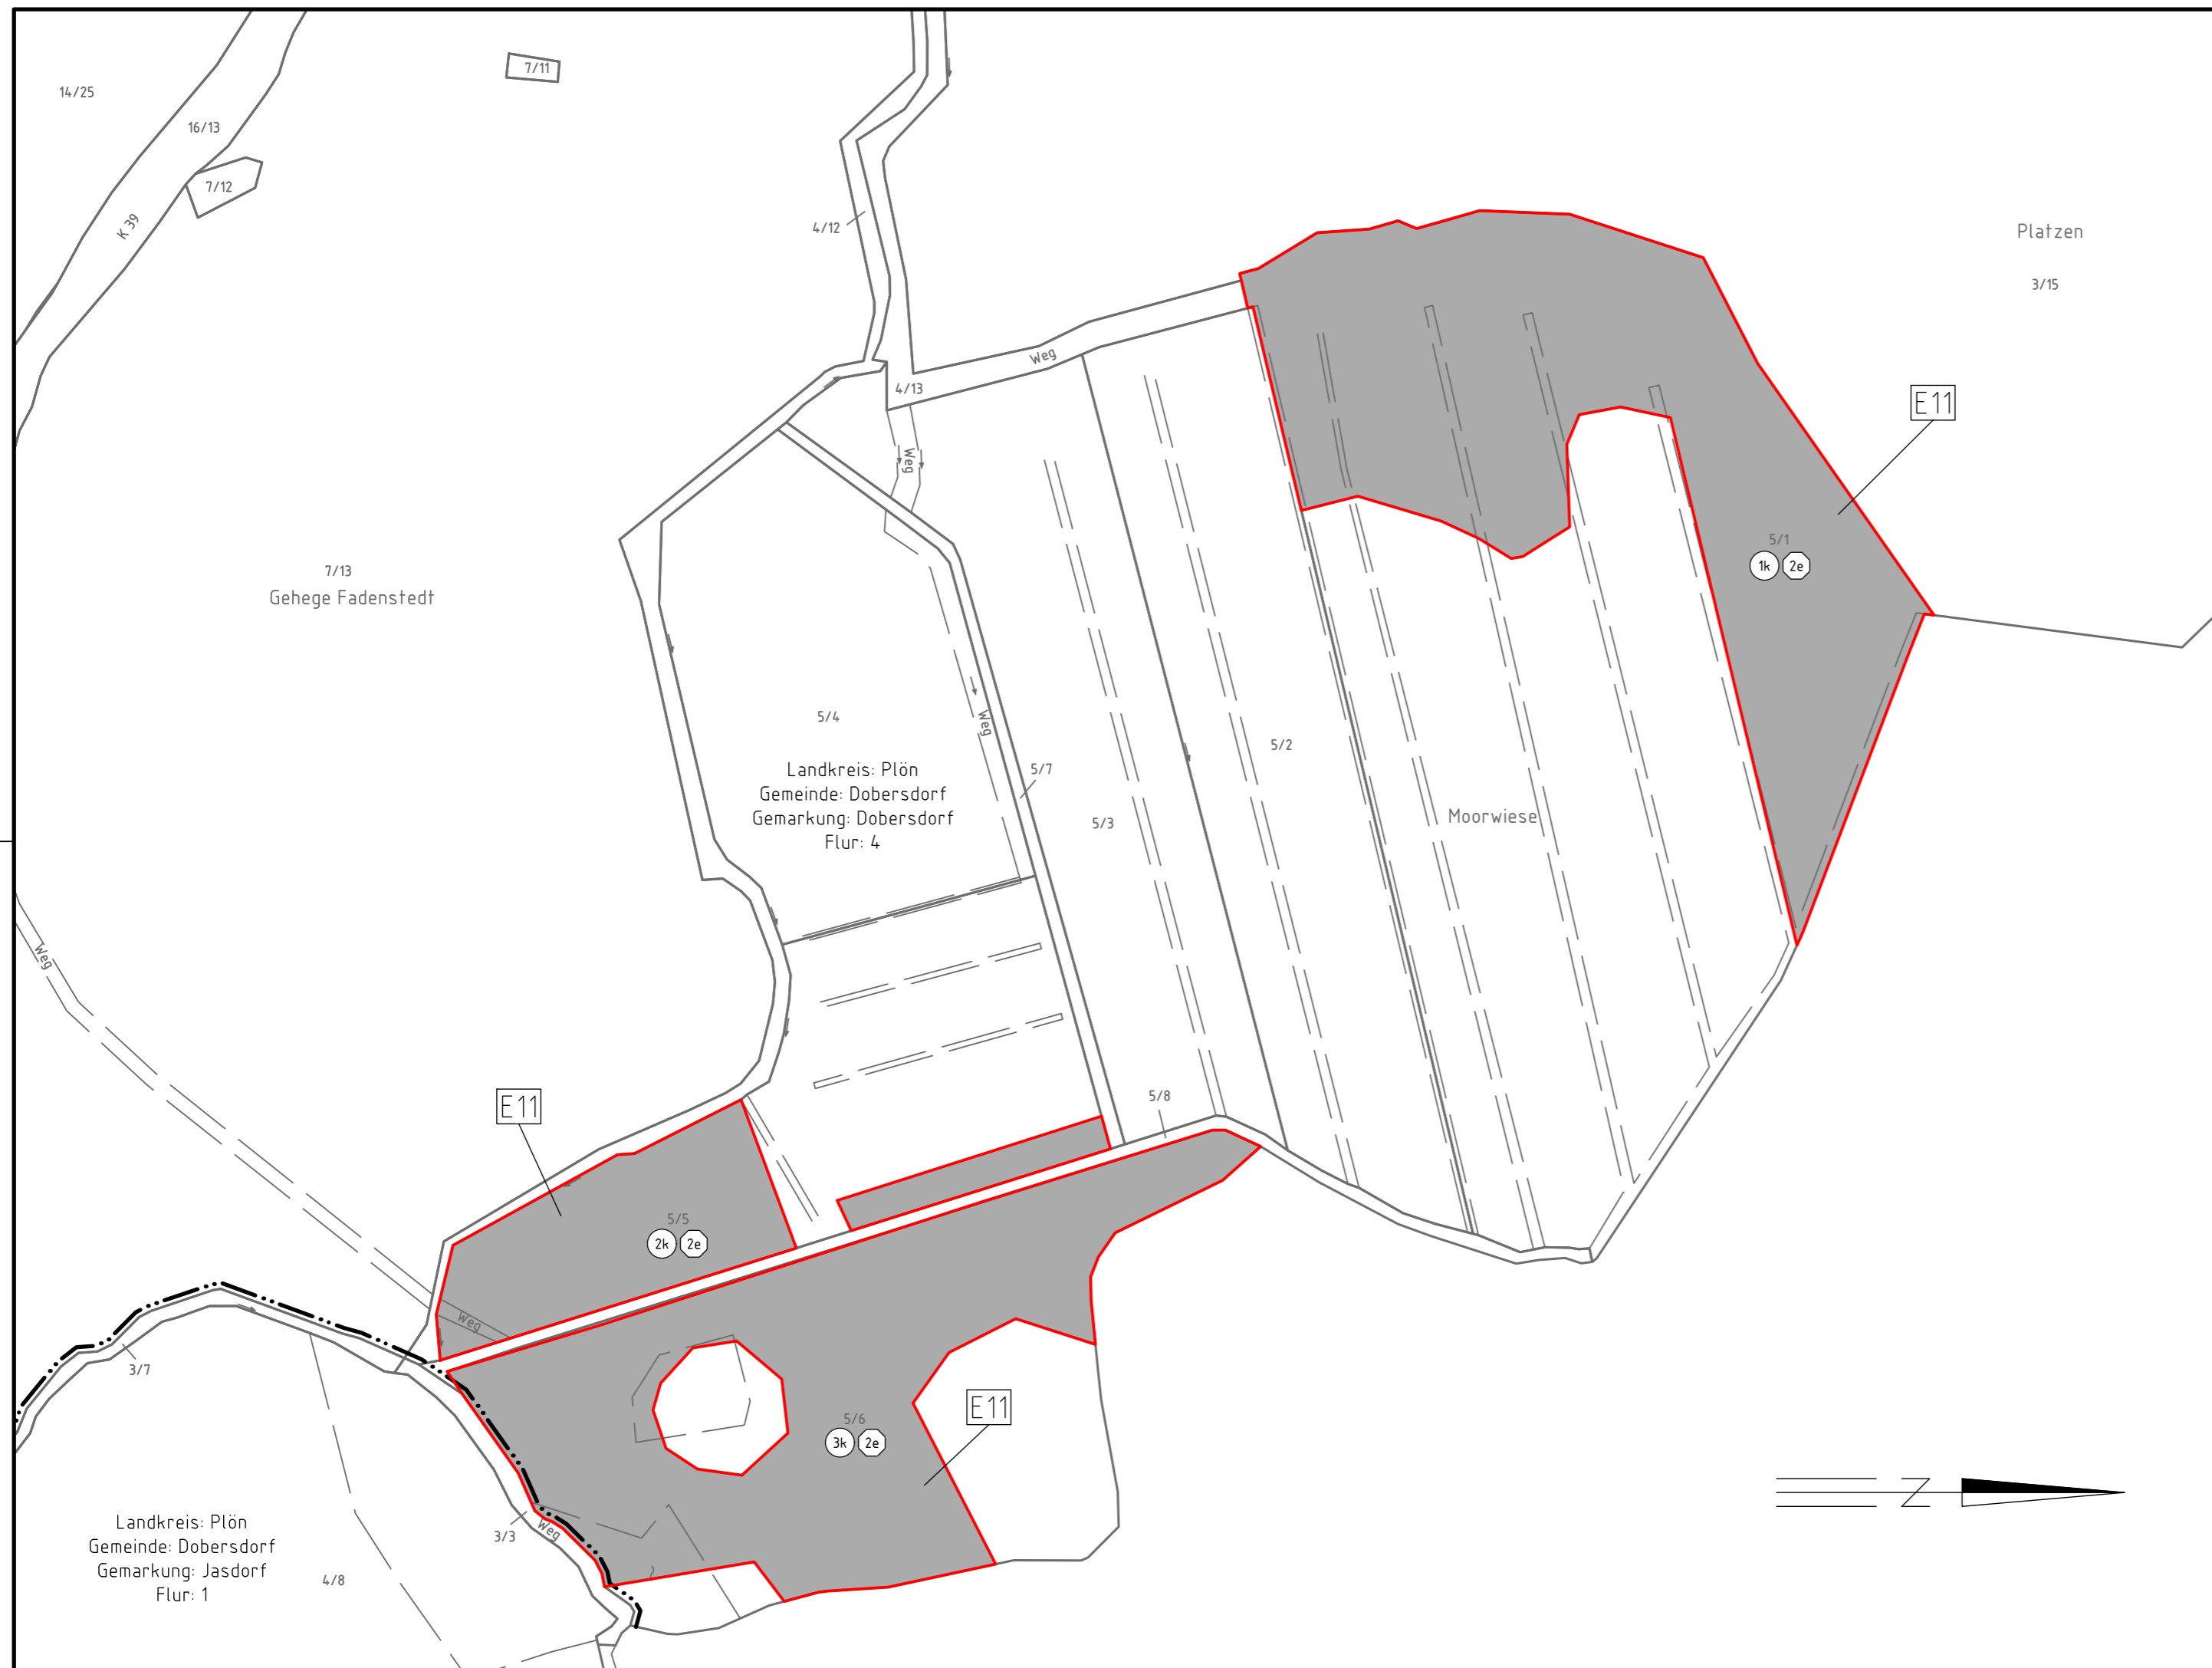 7/11
14/25
16/13
7/12
K 39
4/12
Platzen
3/15
Weg
4/13
E11
Weg
5/1
1k 2e
7/13
Gehege Fadenstedt
5/4
Weg
5/2
Landkreis: Plön
Gemeinde: Dobersdorf
Gemarkung: Dobersdorf
Flur: 4
5/7
5/3
Moorwiese
Weg
5/8
E11
5/5
2k 2e
Weg
3/7
E11
5/6
3k 2e
Z
3/3
Weg
Landkreis: Plön
Gemeinde: Dobersdorf
Gemarkung: Jasdorf
Flur: 1
4/8